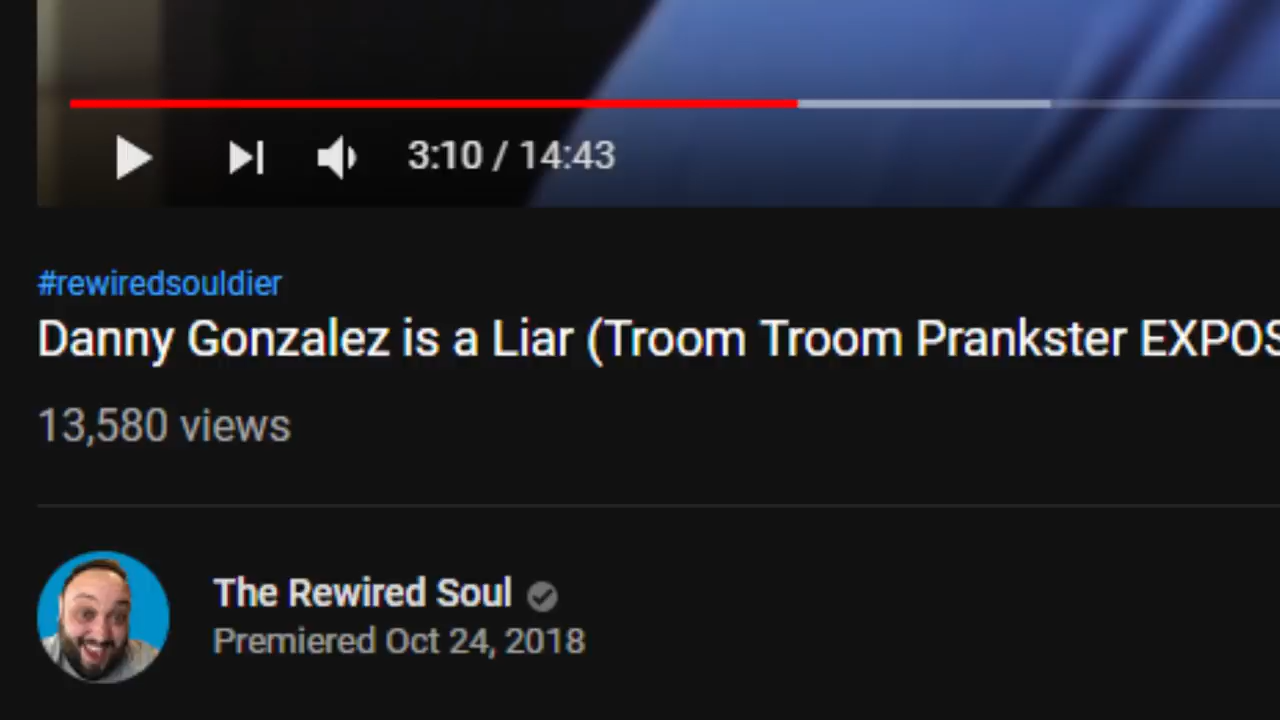 3:10 / 14:43
#rewiredsouldier
Danny Gonzalez is a Liar (Troom Troom Prankster EXPOS
13,580 views
The Rewired Soul
Premiered Oct 24, 2018